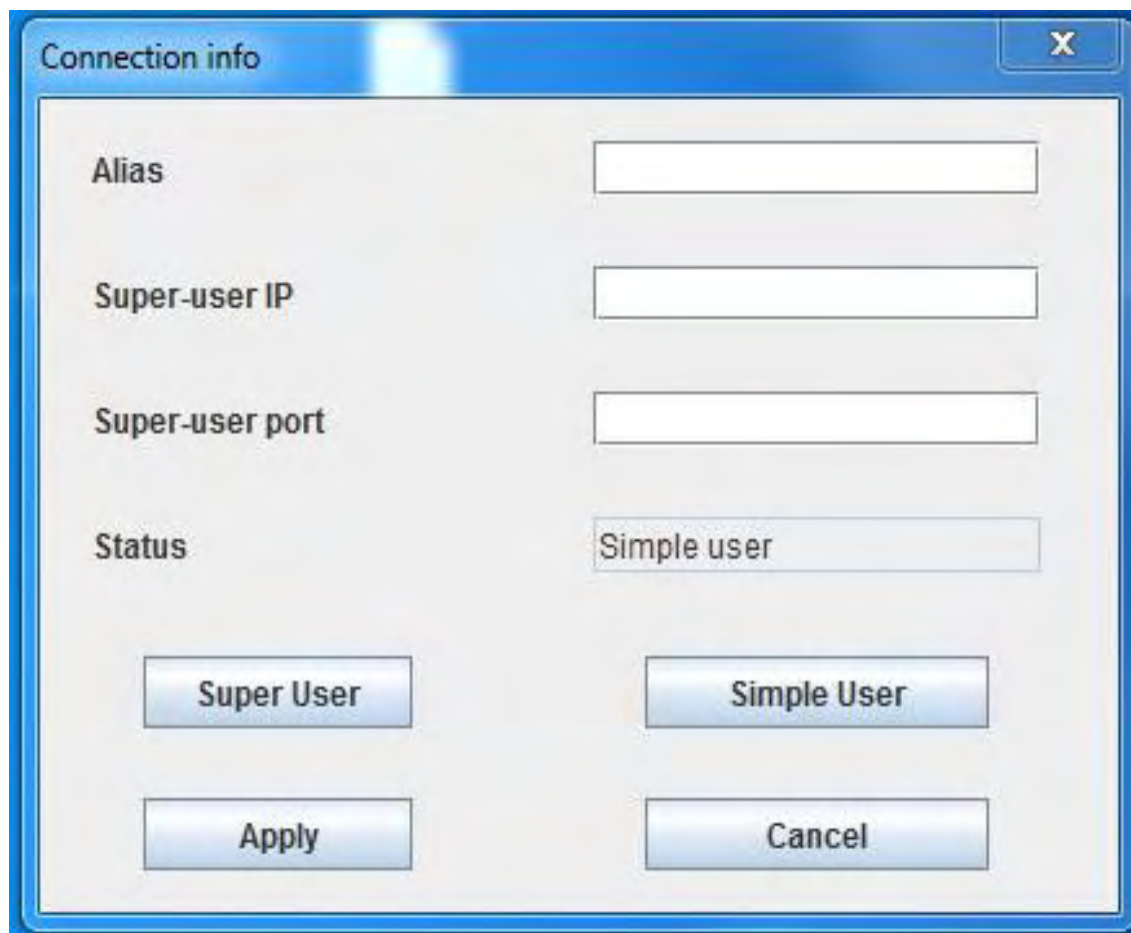 Connection info
X
Alias
Super-user IP
Super-user port
Status Simple user
Super User Simple User
Apply Cancel